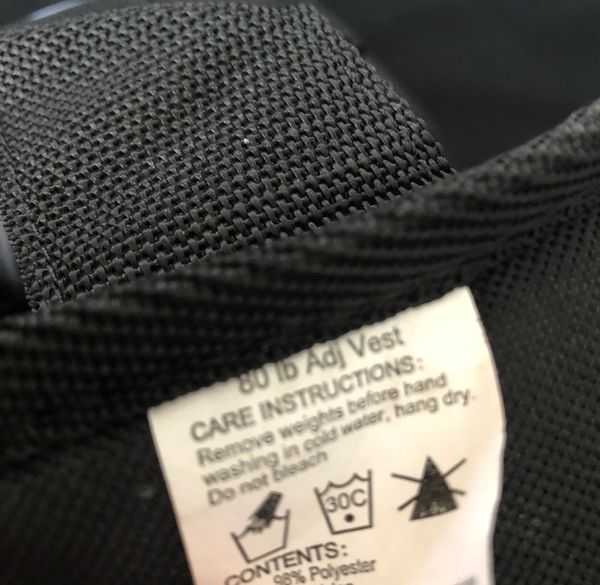 80 lb Adj Vest
CARE INSTRUCTIONS:
Remove weights before hand
washing in cold water, hang dry.
Do not bleach
30C
CONTENTS:
98% Polyester